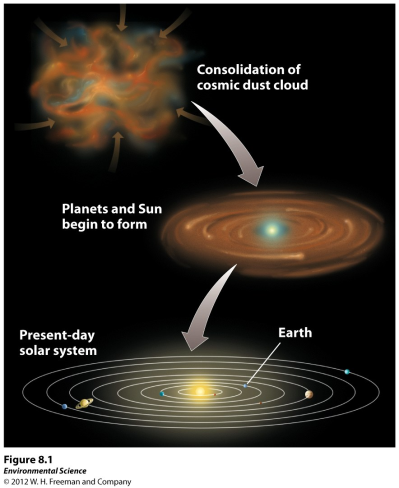 Consolidation of
cosmic dust cloud
Planets and Sun
begin to form
Present-day
solar system
Earth
Figure 8.1
Environmental Science
© 2012 W. H. Freeman and Company